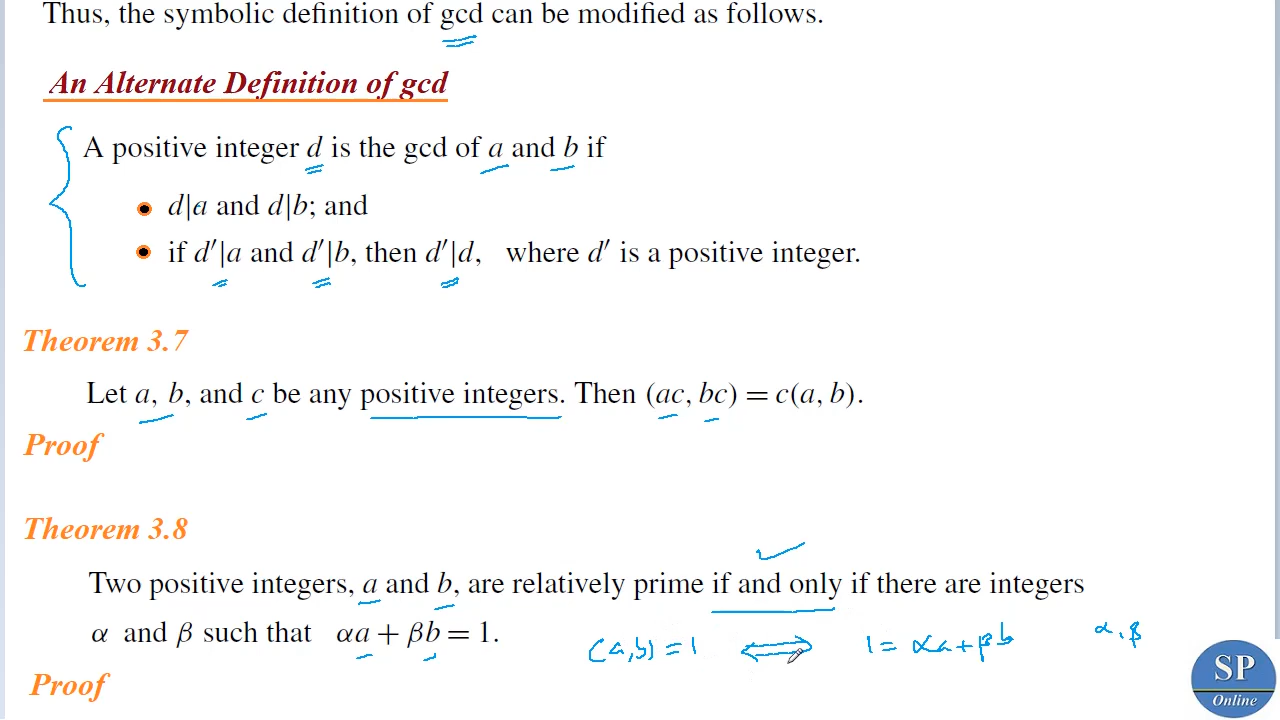 Thus, the symbolic definition of gcd can be modified as follows.
An Alternate Definition of gcd
A positive integer d is the gcd of a and b if
• d|a and d|b; and
• if d′|a and d′|b, then d′|d, where d′ is a positive integer.
Theorem 3.7
Let a, b, and c be any positive integers. Then (ac, bc) = c(a, b).
Proof
Theorem 3.8
Two positive integers, a and b, are relatively prime if and only if there are integers
α and β such that αa + βb = 1.
(a,b) = 1 ⟺ 1 = αa + βb α, β
Proof
SP
Online